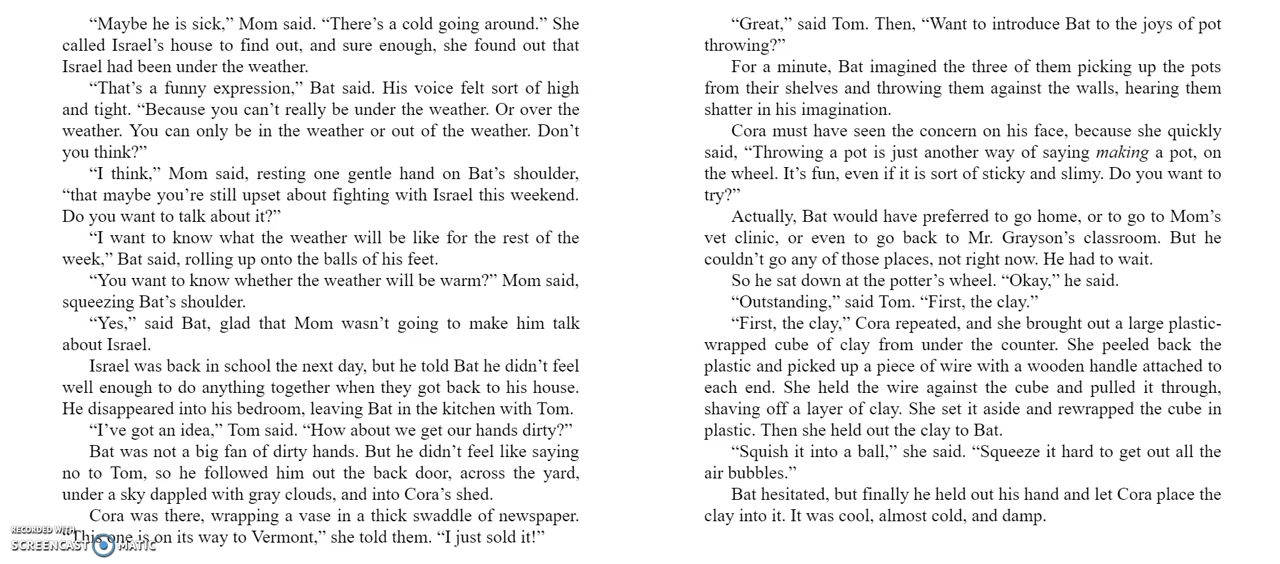 “Maybe he is sick,” Mom said. “There’s a cold going around.” She
called Israel’s house to find out, and sure enough, she found out that
Israel had been under the weather.
“That’s a funny expression,” Bat said. His voice felt sort of high
and tight. “Because you can’t really be under the weather. Or over the
weather. You can only be in the weather or out of the weather. Don’t
you think?”
“I think,” Mom said, resting one gentle hand on Bat’s shoulder,
“that maybe you’re still upset about fighting with Israel this weekend.
Do you want to talk about it?”
“I want to know what the weather will be like for the rest of the
week,” Bat said, rolling up onto the balls of his feet.
“You want to know whether the weather will be warm?” Mom said,
squeezing Bat’s shoulder.
“Yes,” said Bat, glad that Mom wasn’t going to make him talk
about Israel.
Israel was back in school the next day, but he told Bat he didn’t feel
well enough to do anything together when they got back to his house.
He disappeared into his bedroom, leaving Bat in the kitchen with Tom.
“I’ve got an idea,” Tom said. “How about we get our hands dirty?”
Bat was not a big fan of dirty hands. But he didn’t feel like saying
no to Tom, so he followed him out the back door, across the yard,
under a sky dappled with gray clouds, and into Cora’s shed.
Cora was there, wrapping a vase in a thick swaddle of newspaper.
“This one is on its way to Vermont,” she told them. “I just sold it!”
RECORDED WITH
SCREENCAST MATIC
“Great,” said Tom. Then, “Want to introduce Bat to the joys of pot
throwing?”
For a minute, Bat imagined the three of them picking up the pots
from their shelves and throwing them against the walls, hearing them
shatter in his imagination.
Cora must have seen the concern on his face, because she quickly
said, “Throwing a pot is just another way of saying making a pot, on
the wheel. It’s fun, even if it is sort of sticky and slimy. Do you want to
try?”
Actually, Bat would have preferred to go home, or to go to Mom’s
vet clinic, or even to go back to Mr. Grayson’s classroom. But he
couldn’t go any of those places, not right now. He had to wait.
So he sat down at the potter’s wheel. “Okay,” he said.
“Outstanding,” said Tom. “First, the clay.”
“First, the clay,” Cora repeated, and she brought out a large plastic-
wrapped cube of clay from under the counter. She peeled back the
plastic and picked up a piece of wire with a wooden handle attached to
each end. She held the wire against the cube and pulled it through,
shaving off a layer of clay. She set it aside and rewrapped the cube in
plastic. Then she held out the clay to Bat.
“Squish it into a ball,” she said. “Squeeze it hard to get out all the
air bubbles.”
Bat hesitated, but finally he held out his hand and let Cora place the
clay into it. It was cool, almost cold, and damp.